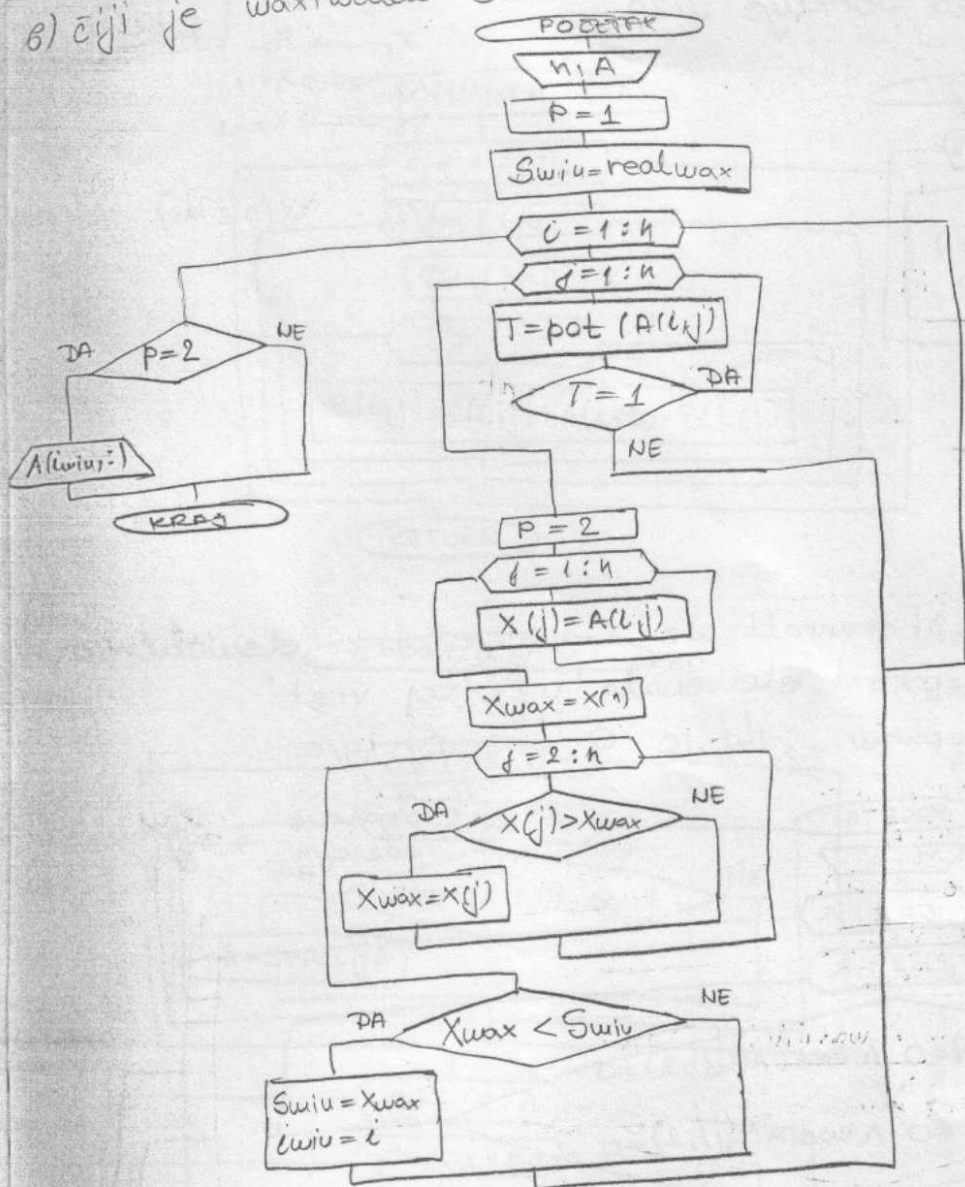 b) čiji je
POČETAK
n, A
P = 1
Smin = realmax
i = 1 : n
j = 1 : n
T = pot (A(i,j)
T = 1
DA
NE
P = 2
DA
NE
A(imin,:)
KRAJ
P = 2
j = 1 : n
X(j) = A(i,j)
Xmax = X(1)
j = 2 : n
X(j) > Xmax
DA
NE
Xmax = X(j)
Xmax < Smin
DA
NE
Smin = Xmax
imin = i